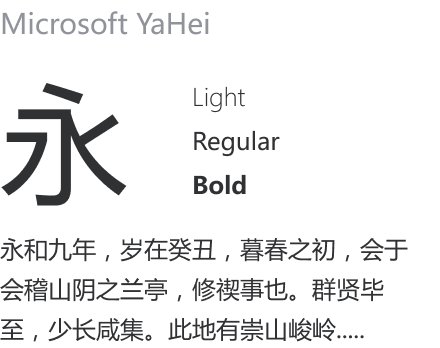 Microsoft YaHei
永
Light
Regular
Bold
永和九年，岁在癸丑，暮春之初，会于
会稽山阴之兰亭，修禊事也。群贤毕
至，少长咸集。此地有崇山峻岭.....